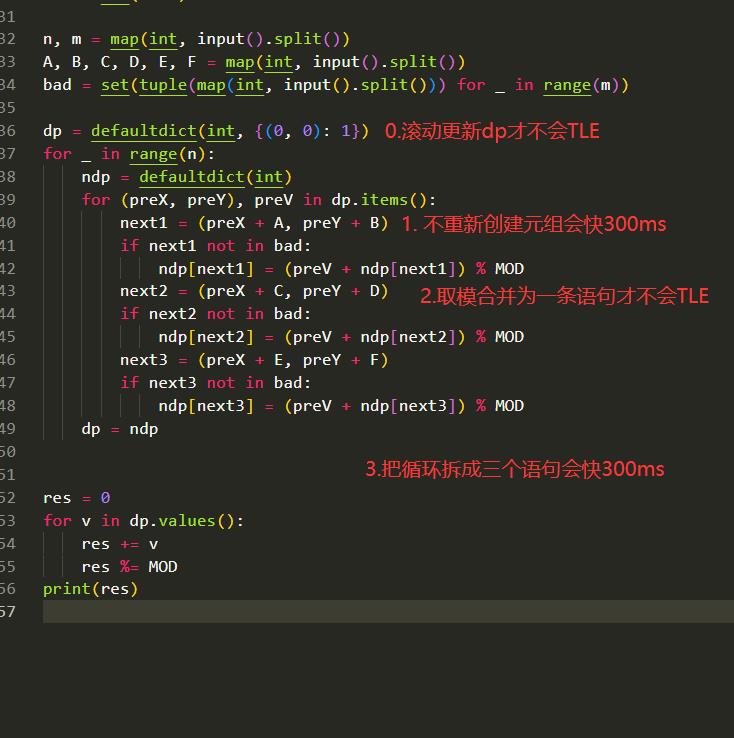 31
32 n, m = map(int, input().split())
33 A, B, C, D, E, F = map(int, input().split())
34 bad = set(tuple(map(int, input().split())) for _ in range(m))
35
36 dp = defaultdict(int, {(0, 0): 1}) 0.滚动更新dp才不会TLE
37 for _ in range(n):
38     ndp = defaultdict(int)
39     for (preX, preY), preV in dp.items():
40         next1 = (preX + A, preY + B) 1. 不重新创建元组会快300ms
41         if next1 not in bad:
42             ndp[next1] = (preV + ndp[next1]) % MOD
43         next2 = (preX + C, preY + D) 2.取模合并为一条语句才不会TLE
44         if next2 not in bad:
45             ndp[next2] = (preV + ndp[next2]) % MOD
46         next3 = (preX + E, preY + F)
47         if next3 not in bad:
48             ndp[next3] = (preV + ndp[next3]) % MOD
49     dp = ndp
50
3.把循环拆成三个语句会快300ms
51
52 res = 0
53 for v in dp.values():
54     res += v
55     res %= MOD
56 print(res)
57